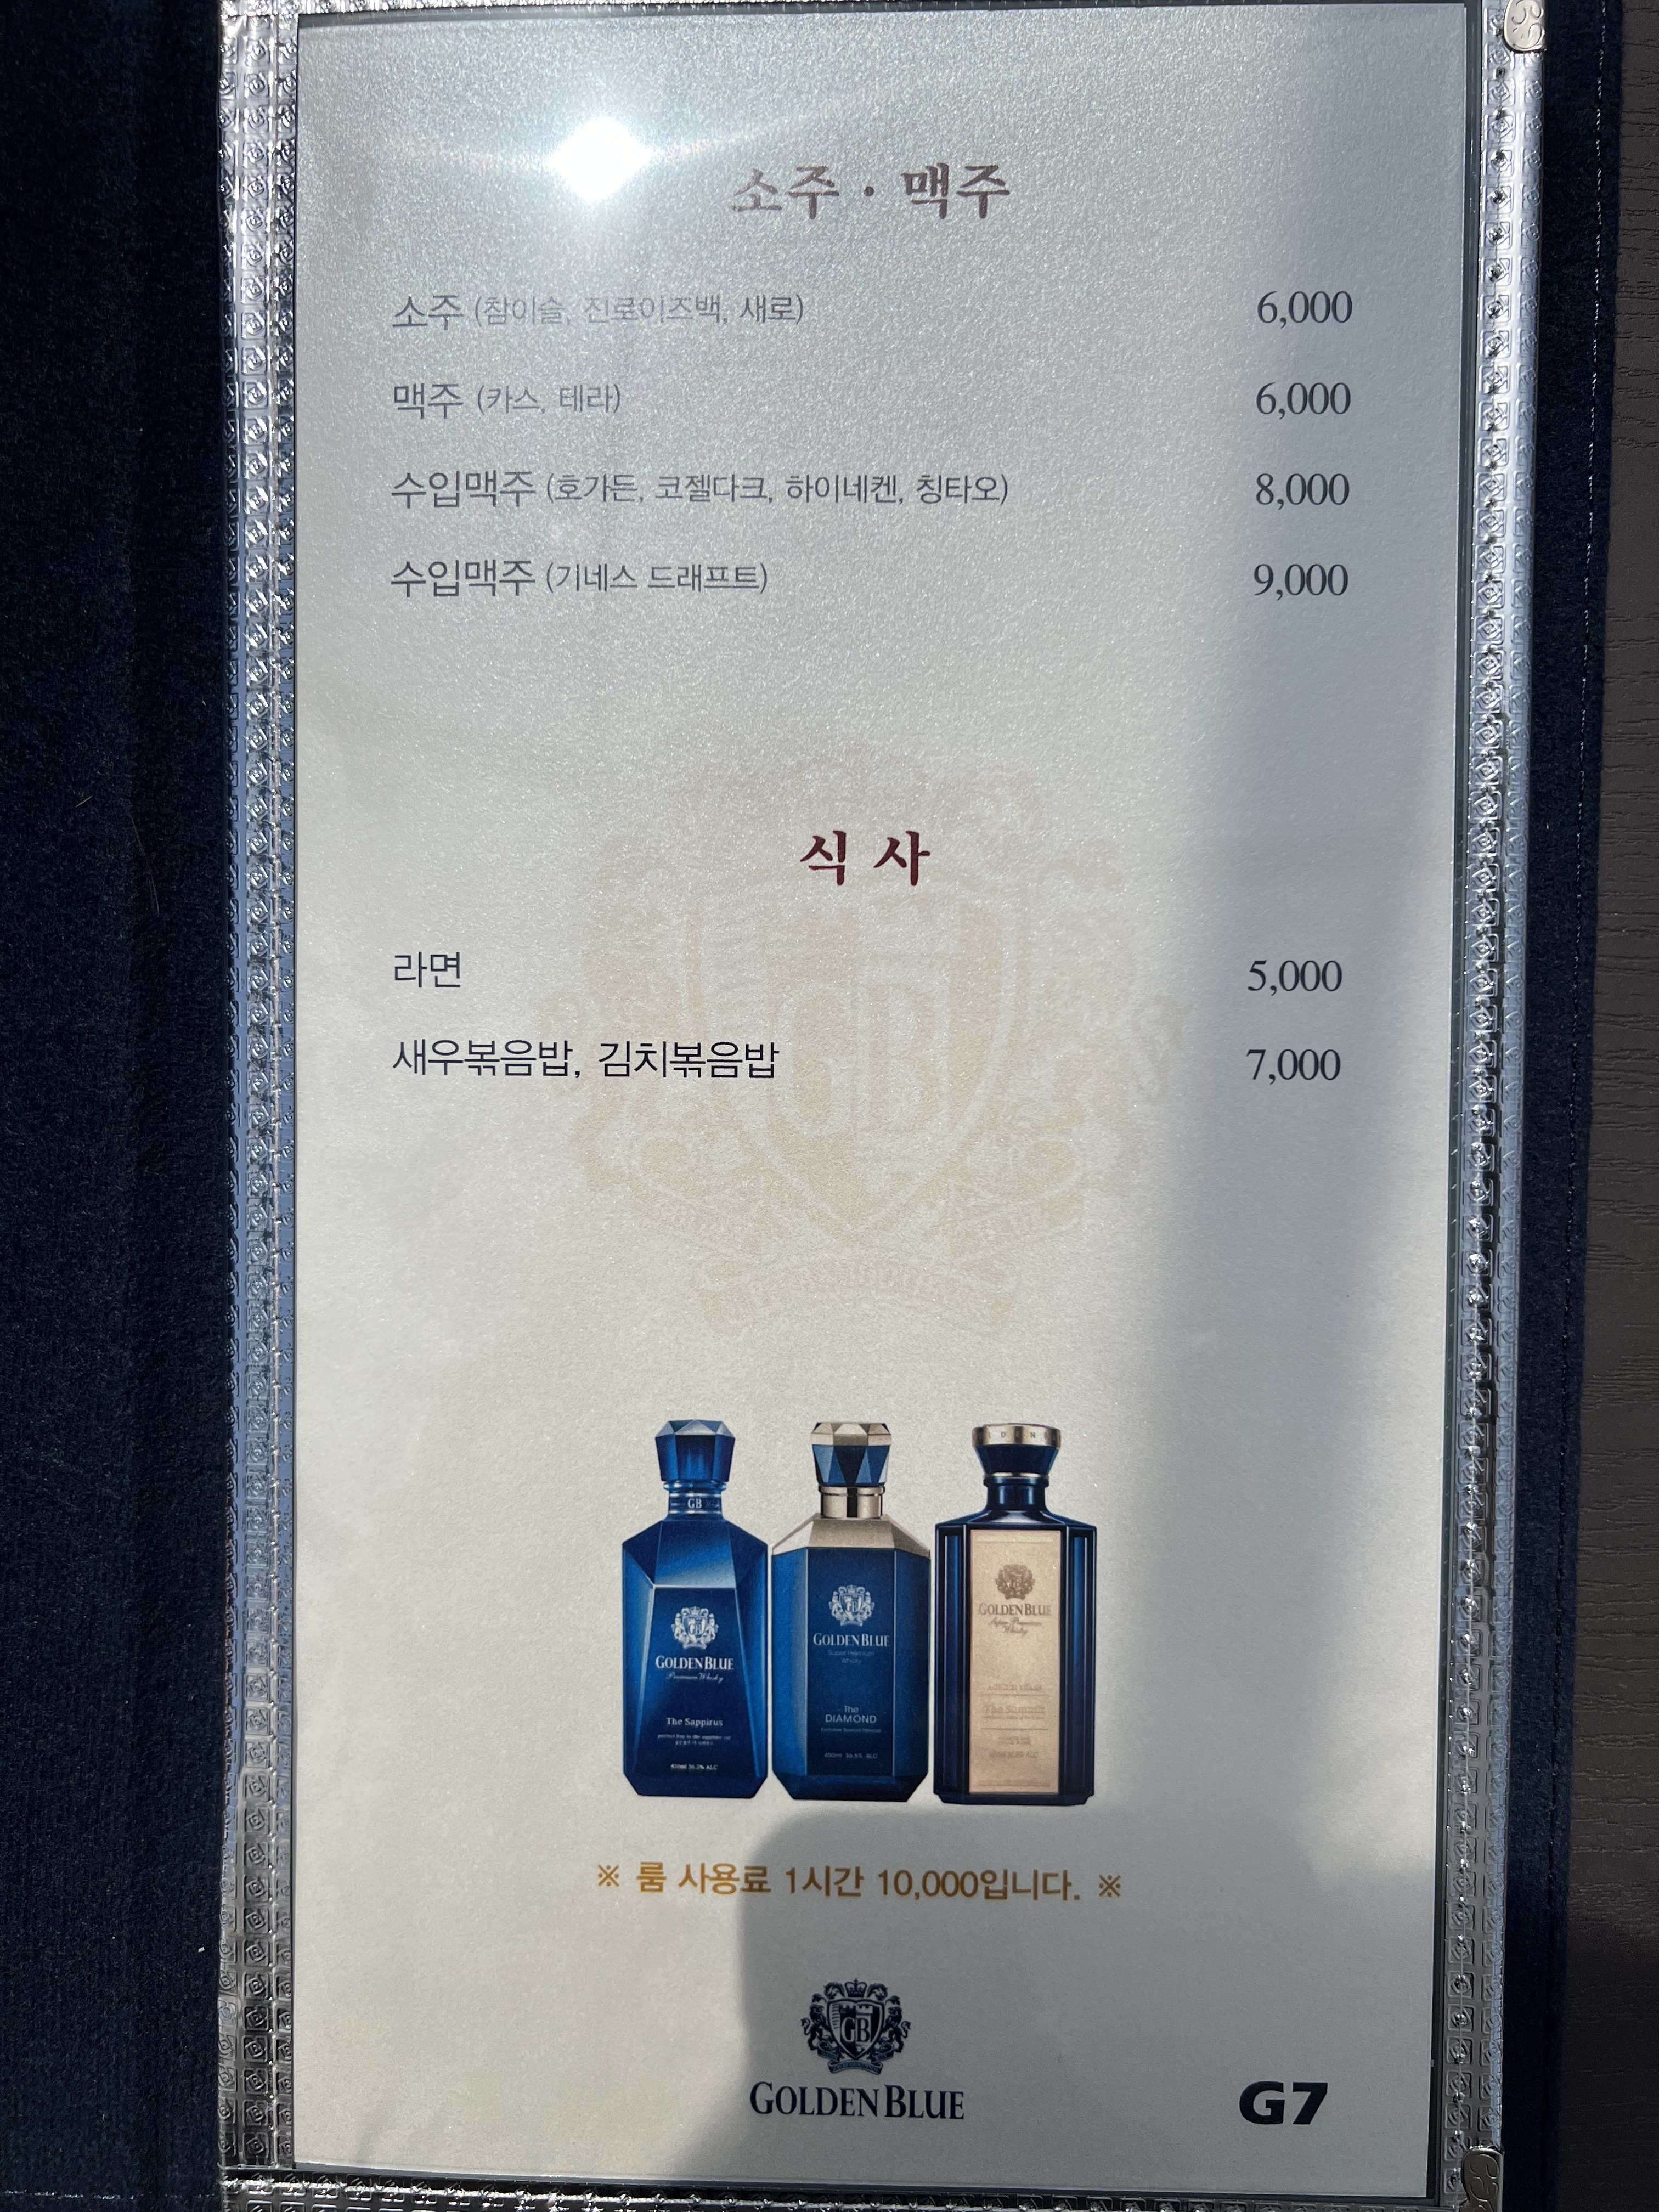 소주 · 맥주
소주 (참이슬, 진로이즈백, 새로) 6,000
맥주 (카스, 테라) 6,000
수입맥주 (호가든, 코젤다크, 하이네켄, 칭타오) 8,000
수입맥주 (기네스 드래프트) 9,000
식 사
라면 5,000
새우볶음밥, 김치볶음밥 7,000
GB
GOLDEN BLUE
Premium Whisky
The Sappirus
GOLDEN BLUE
The
DIAMOND
GOLDEN BLUE
Whisky
The Summit
※ 룸 사용료 1시간 10,000입니다. ※
GB
GOLDEN BLUE
G7